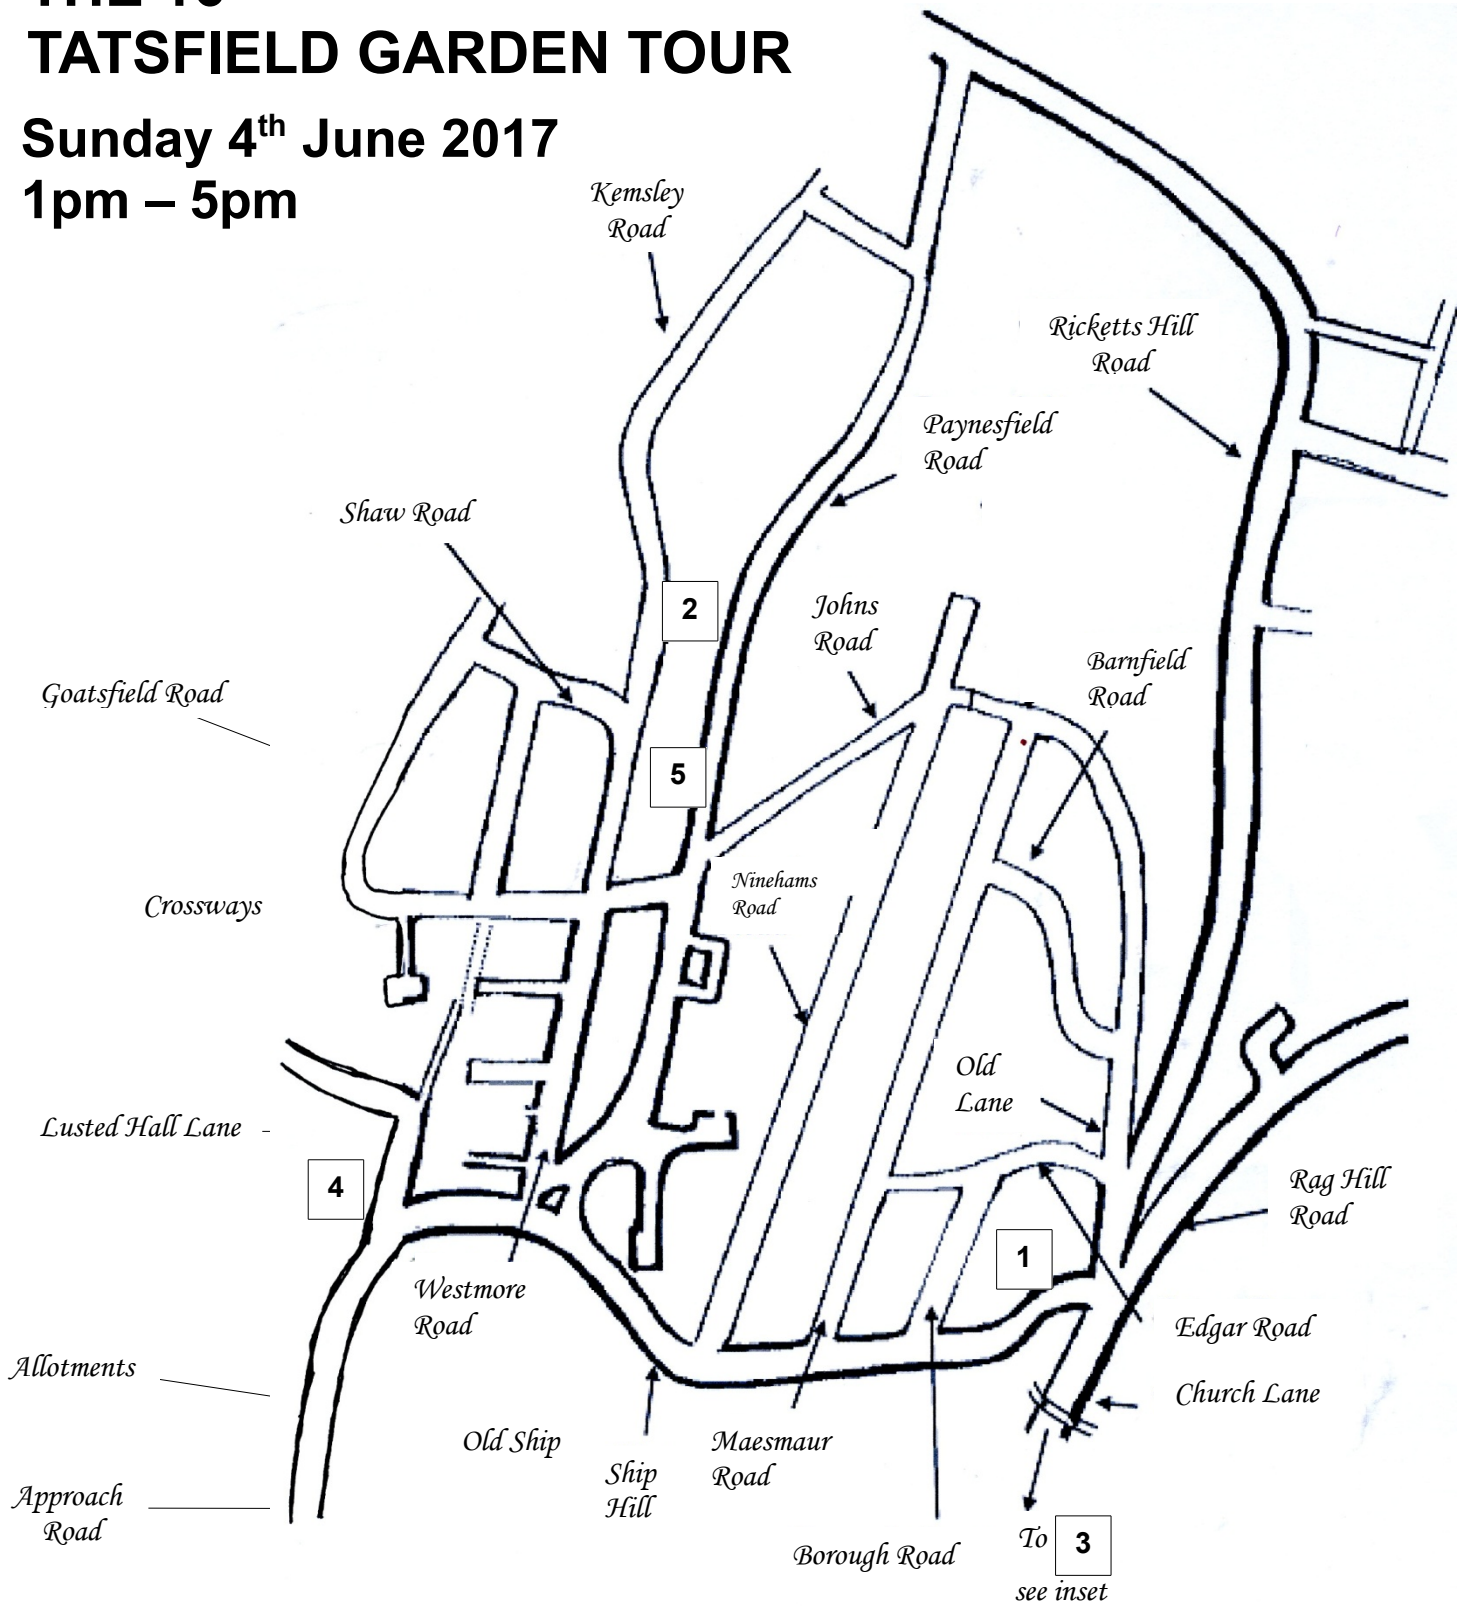 TATSFIELD GARDEN TOUR
Sunday 4th June 2017
1pm – 5pm
Kemsley
Road
Ricketts Hill
Road
Paynesfield
Road
Shaw Road
2
Johns
Road
Barnfield
Road
Goatsfield Road
5
Ninehams
Road
Crossways
Old
Lane
Lusted Hall Lane
4
Rag Hill
Road
1
Westmore
Road
Edgar Road
Allotments
Church Lane
Old Ship
Ship
Hill
Maesmaur
Road
Approach
Road
Borough Road
To 3
see inset